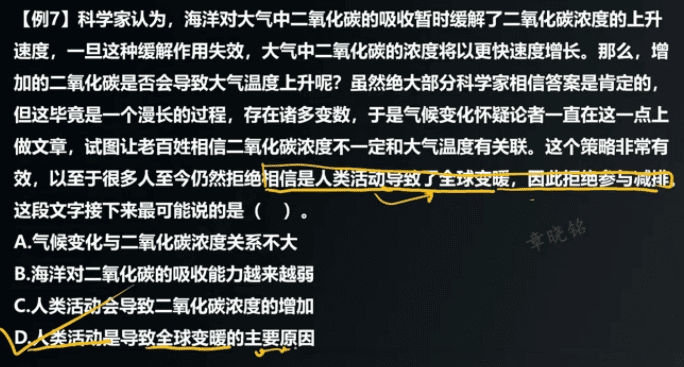 【例7】科学家认为，海洋对大气中二氧化碳的吸收暂时缓解了二氧化碳浓度的上升
速度，一旦这种缓解作用失效，大气中二氧化碳的浓度将以更快速度增长。那么，增
加的二氧化碳是否会导致大气温度上升呢？虽然绝大部分科学家相信答案是肯定的，
但这毕竟是一个漫长的过程，存在诸多变数，于是气候变化怀疑论者一直在这一点上
做文章，试图让老百姓相信二氧化碳浓度不一定和大气温度有关联。这个策略非常有
效，以至于很多人至今仍然拒绝相信是人类活动导致了全球变暖，因此拒绝参与减排。
这段文字接下来最可能说的是（　）。
A.气候变化与二氧化碳浓度关系不大
章晓铭
B.海洋对二氧化碳的吸收能力越来越弱
C.人类活动会导致二氧化碳浓度的增加
D.人类活动是导致全球变暖的主要原因